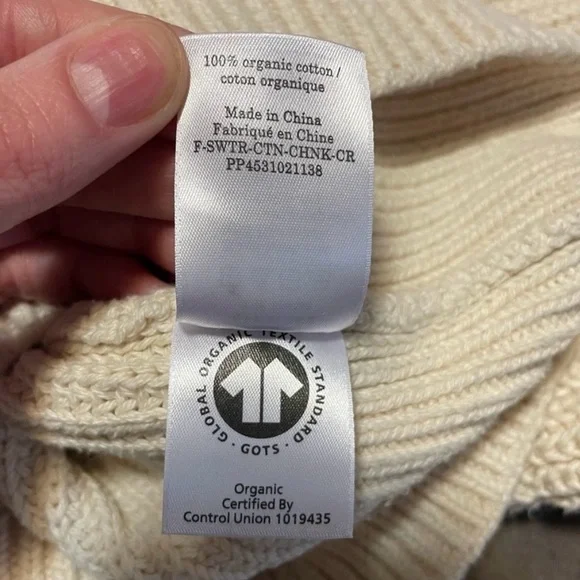 100% organic cotton /
coton organique
Made in China
Fabriqué en Chine
F-SWTR-CTN-CHNK-CR
PP4531021138
GLOBAL ORGANIC TEXTILE STANDARD
· GOTS ·
Organic
Certified By
Control Union 1019435